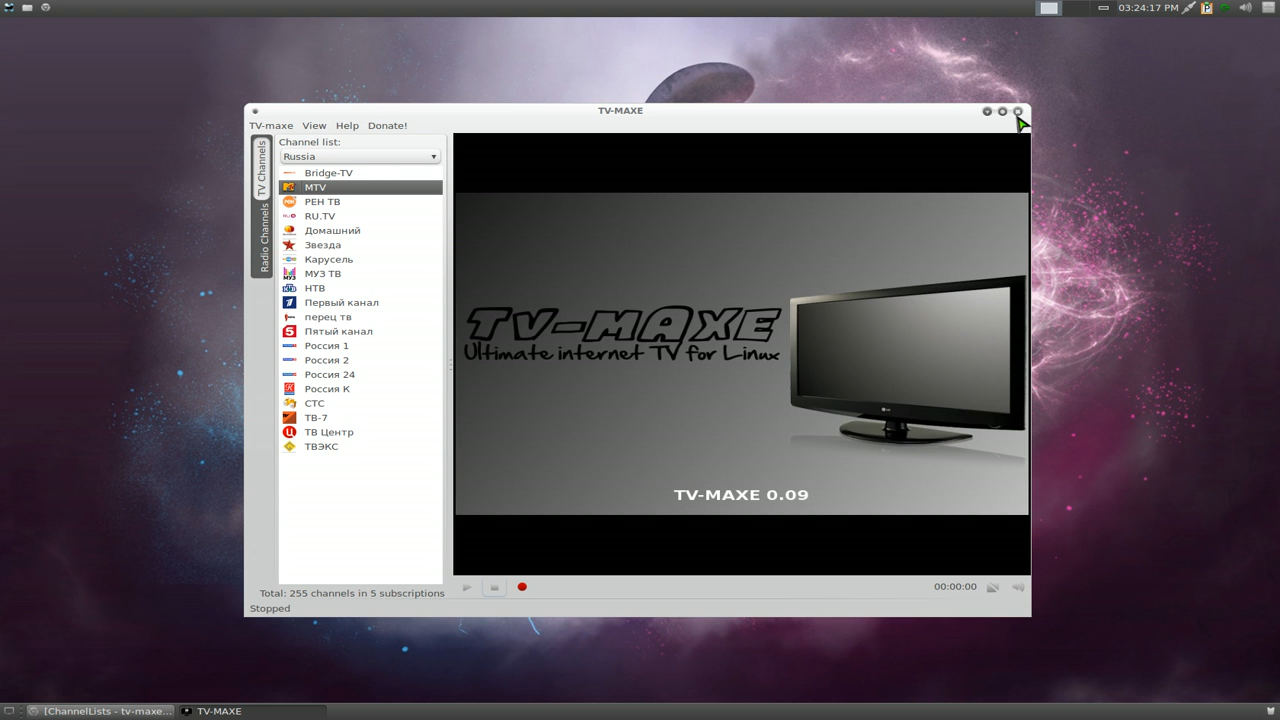 03:24:17 PM
TV-MAXE
TV-maxe View Help Donate!
TV Channels
Radio Channels
Channel list:
Russia
Bridge-TV
MTV
РЕН ТВ
RU.TV
Домашний
Звезда
Карусель
МУЗ ТВ
НТВ
Первый канал
перец тв
Пятый канал
Россия 1
Россия 2
Россия 24
Россия К
СТС
ТВ-7
ТВ Центр
ТВЭКС
TV-MAXE
Ultimate internet TV for Linux
TV-MAXE 0.09
00:00:00
Total: 255 channels in 5 subscriptions
Stopped
[ChannelLists - tv-maxe...
TV-MAXE